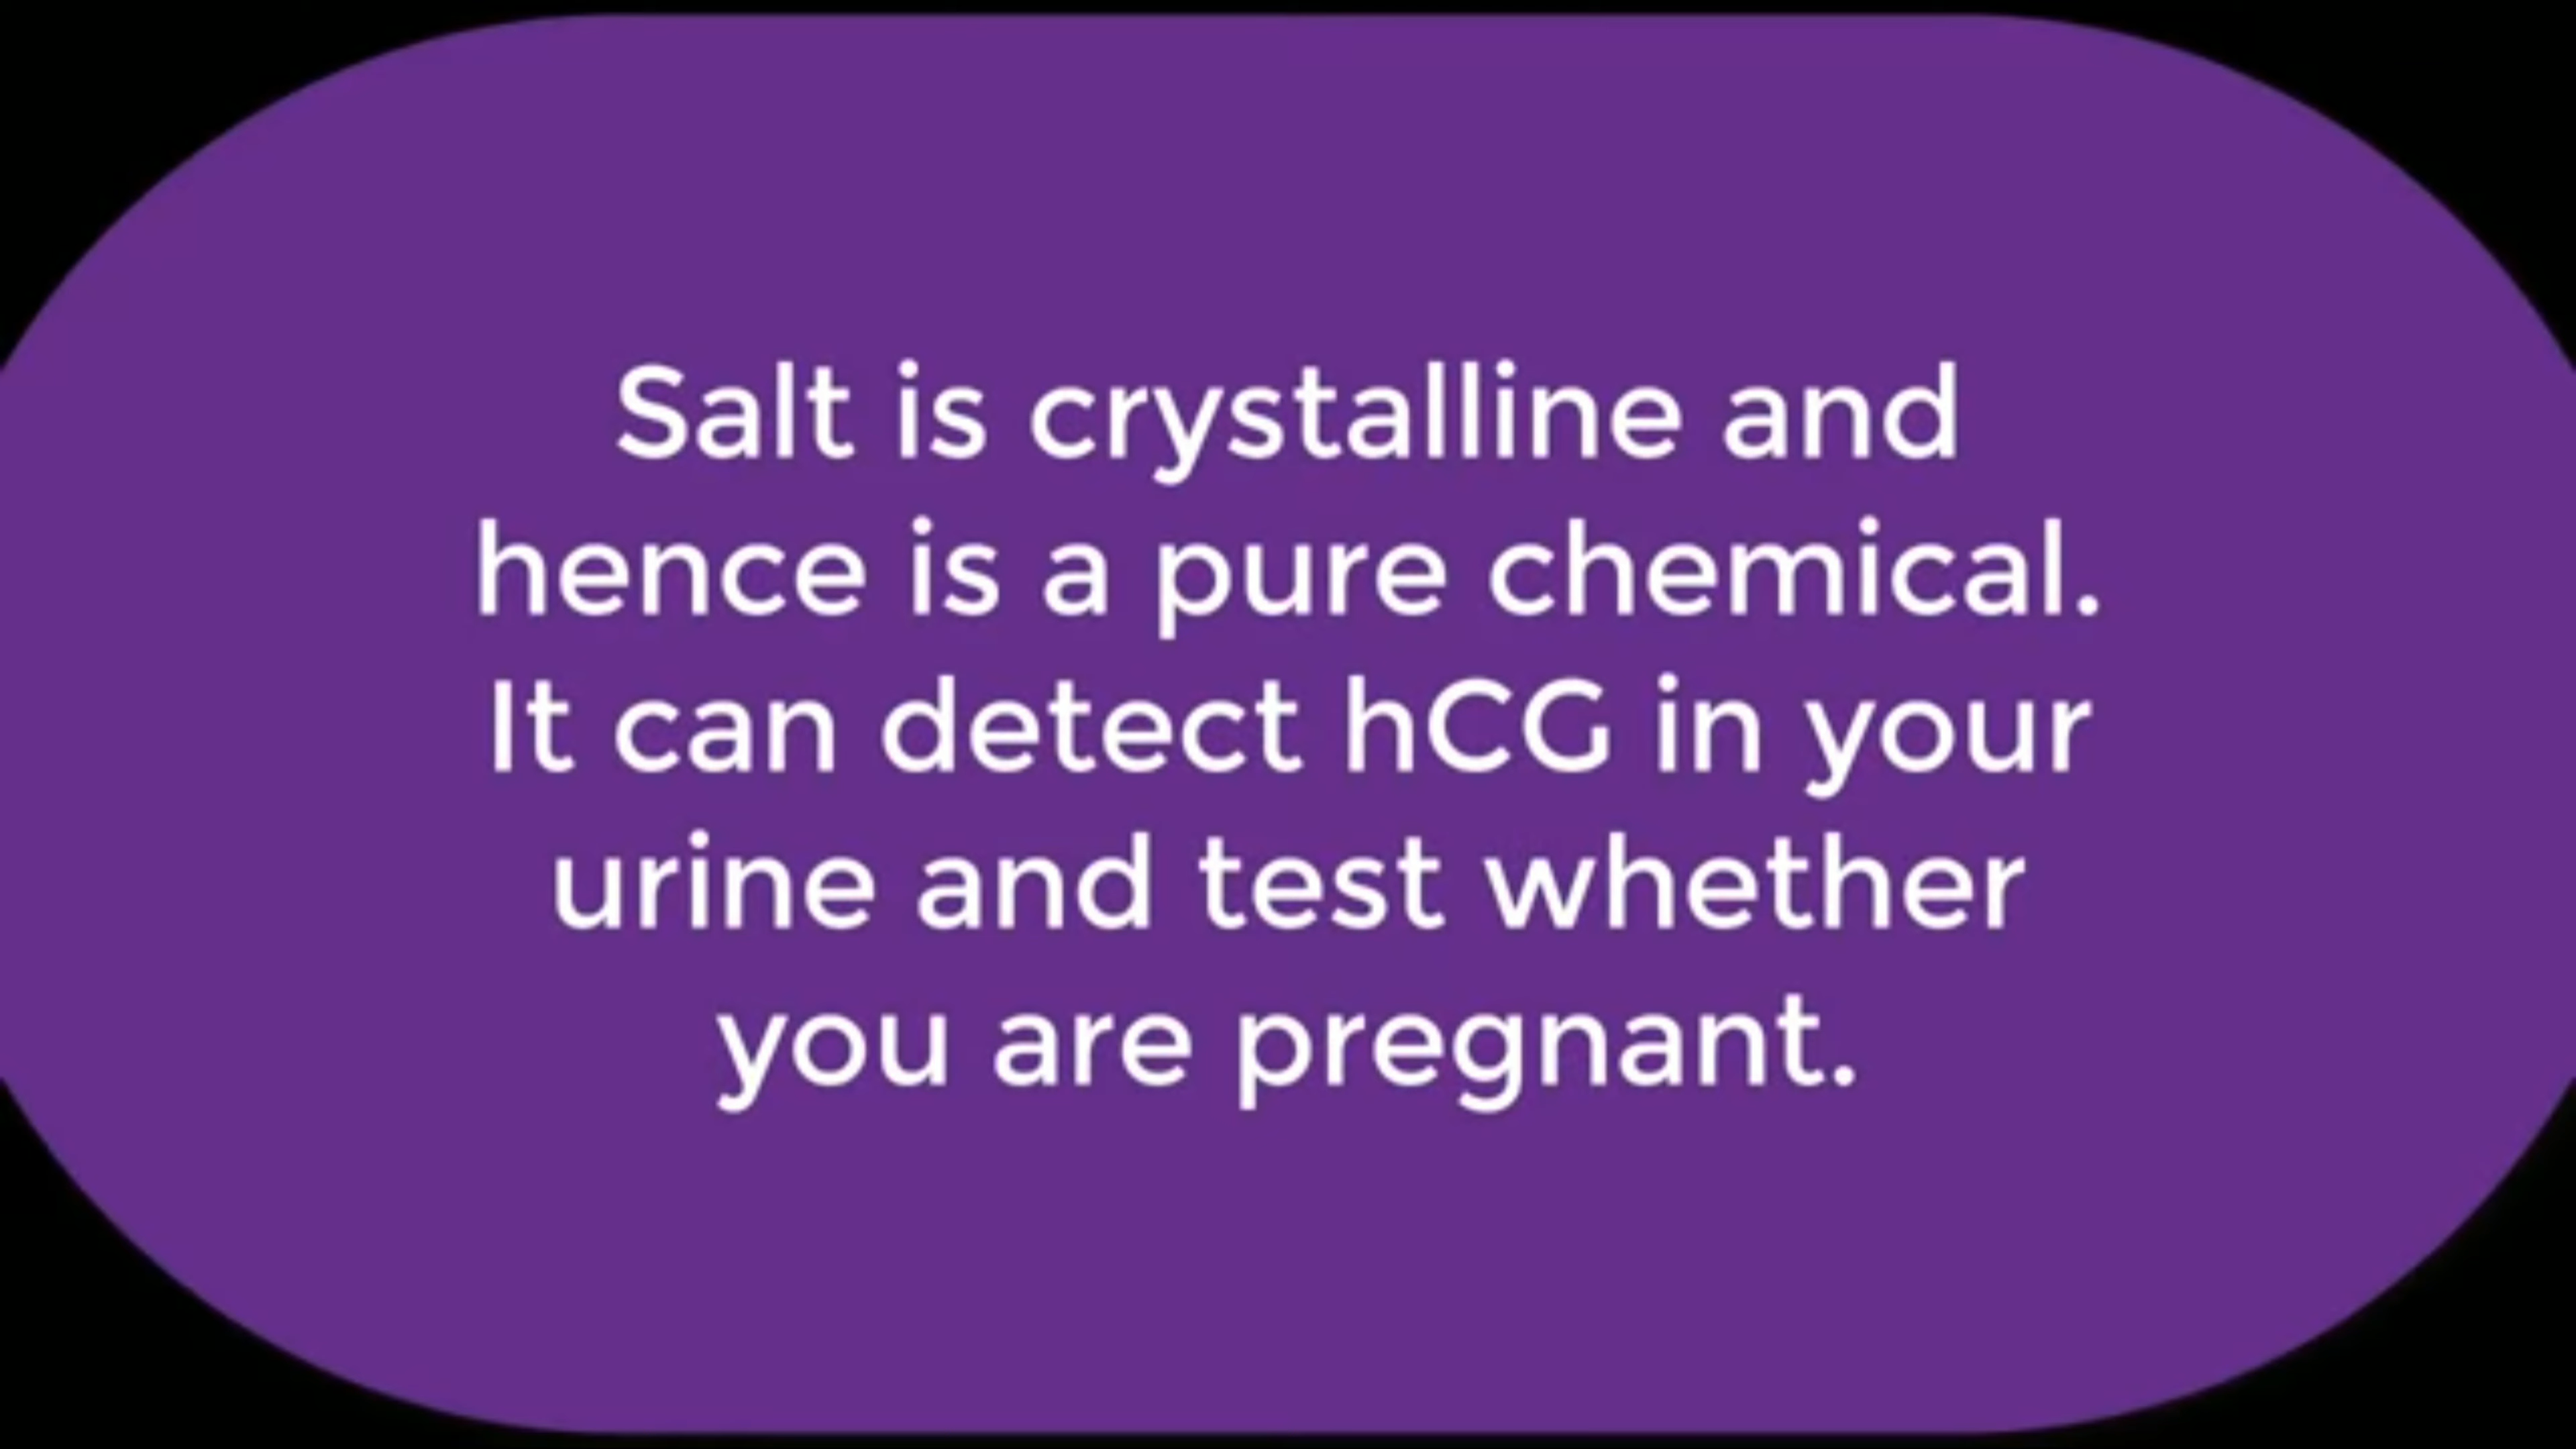 Salt is crystalline and
hence is a pure chemical.
It can detect hCG in your
urine and test whether
you are pregnant.